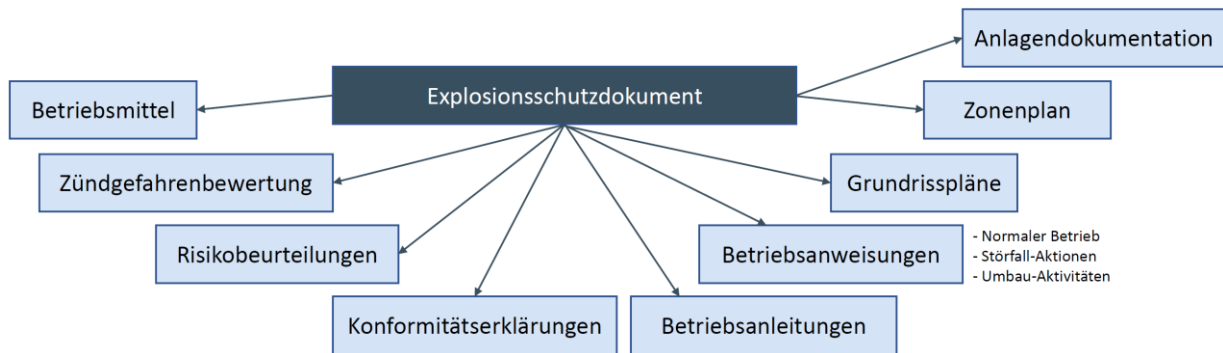 Anlagendokumentation
Explosionsschutzdokument
Betriebsmittel
Zonenplan
Zündgefahrenbewertung
Grundrisspläne
Risikobeurteilungen
Betriebsanweisungen
- Normaler Betrieb
- Störfall-Aktionen
- Umbau-Aktivitäten
Konformitätserklärungen
Betriebsanleitungen